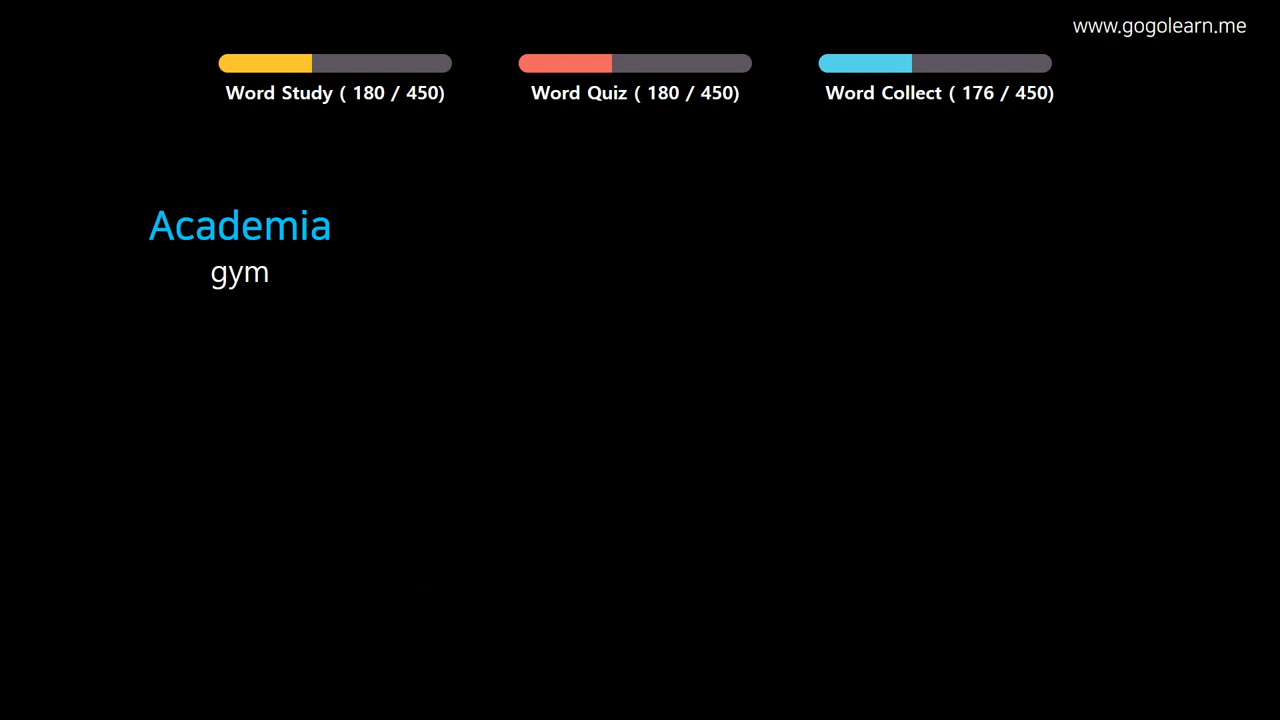 www.gogolearn.me
Word Study ( 180 / 450)
Word Quiz ( 180 / 450)
Word Collect ( 176 / 450)
Academia
gym